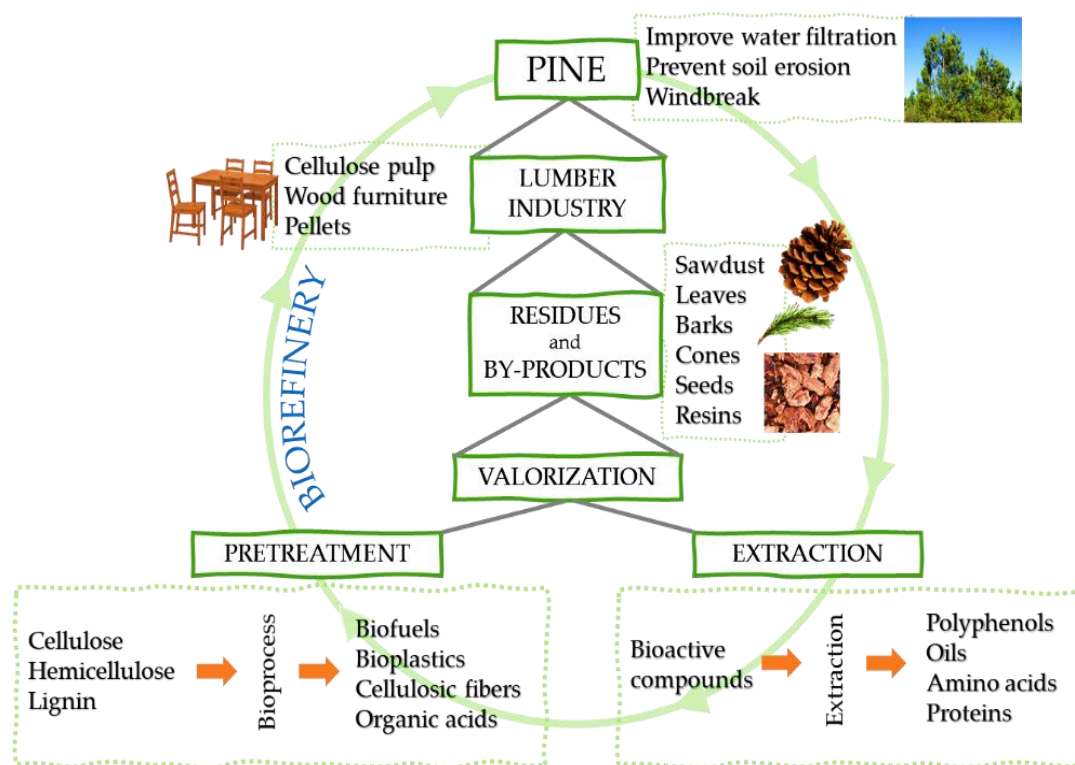 PINE
Improve water filtration
Prevent soil erosion
Windbreak
Cellulose pulp
Wood furniture
Pellets
LUMBER
INDUSTRY
BIOREFINERY
RESIDUES
and
BY-PRODUCTS
Sawdust
Leaves
Barks
Cones
Seeds
Resins
VALORIZATION
PRETREATMENT
EXTRACTION
Cellulose
Hemicellulose
Lignin
Bioprocess
Biofuels
Bioplastics
Cellulosic fibers
Organic acids
Bioactive
compounds
Extraction
Polyphenols
Oils
Amino acids
Proteins